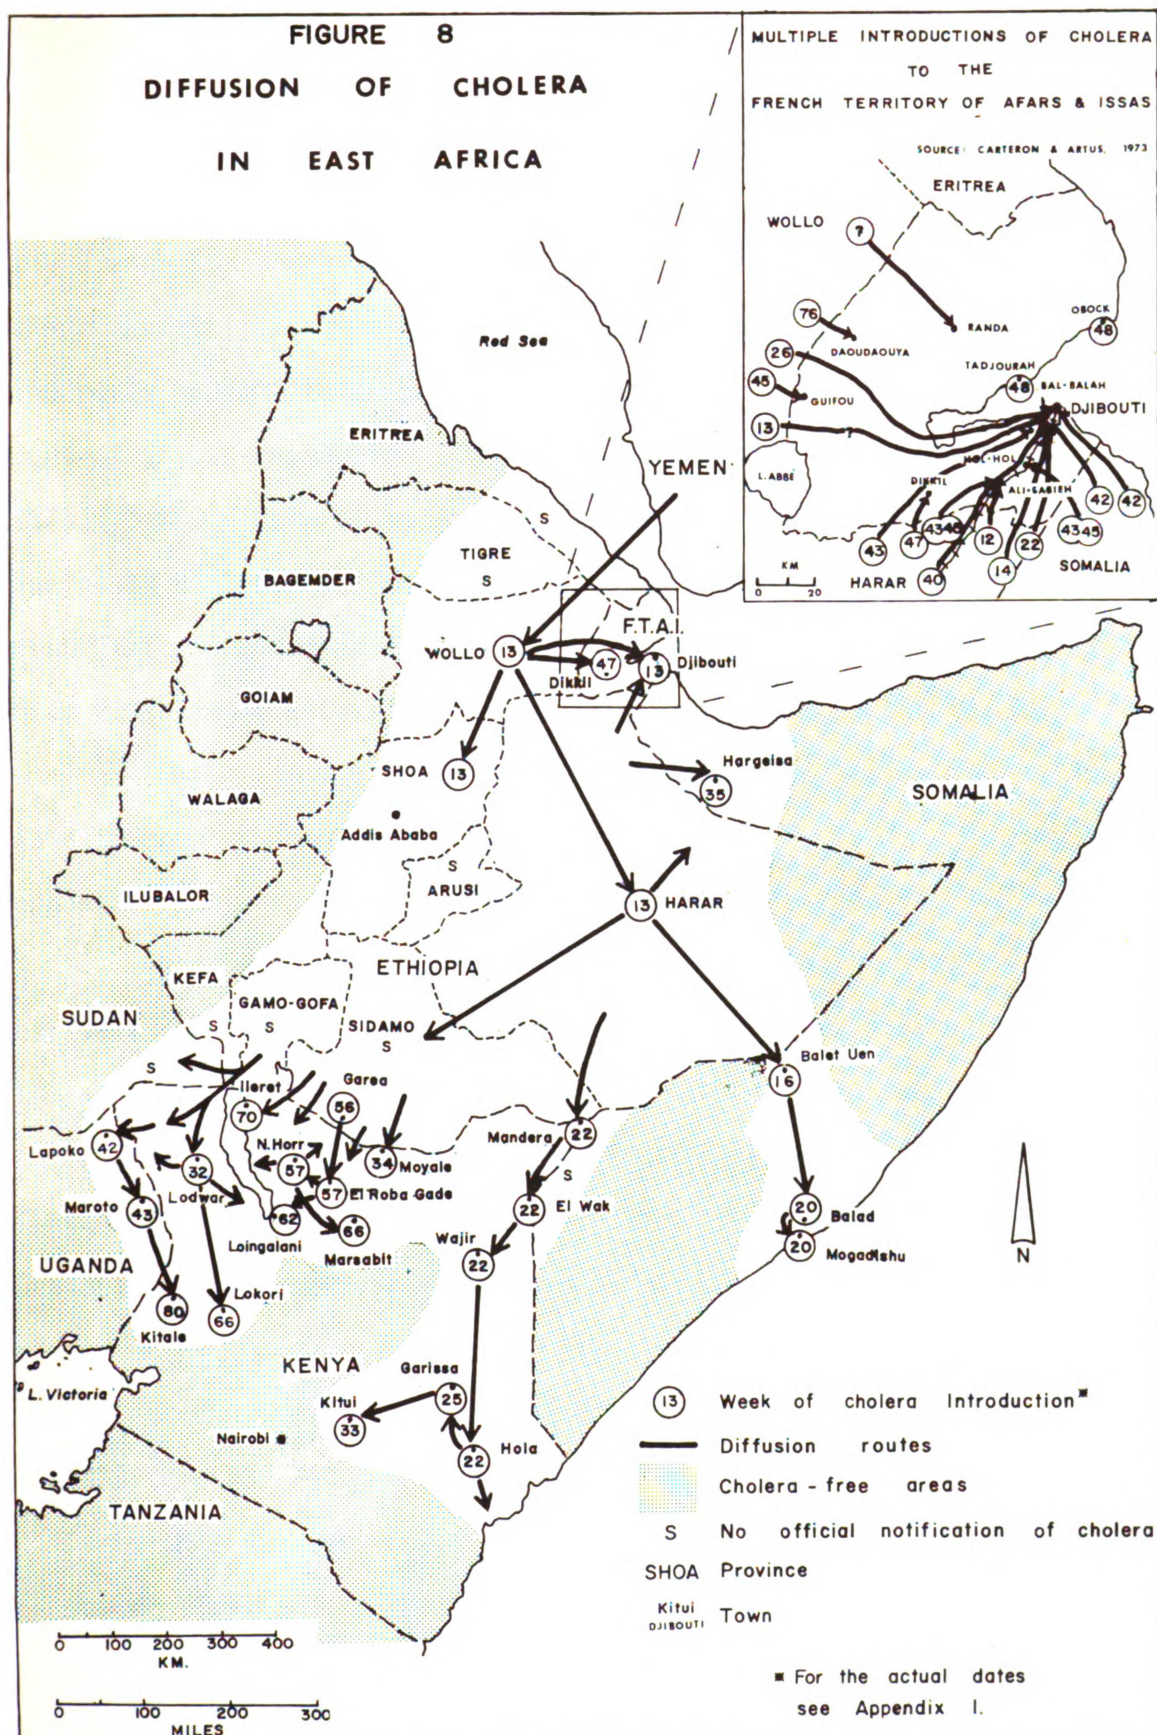 FIGURE 8
DIFFUSION OF CHOLERA
IN EAST AFRICA
MULTIPLE INTRODUCTIONS OF CHOLERA
TO THE
FRENCH TERRITORY OF AFARS & ISSAS
SOURCE: CARTERON & ARTUS, 1973
ERITREA
WOLLO
?
OBOCK
48
76
RANDA
DAOUDAOUYA
26
TADJOURAH
48
BAL-BALAH
45
GUIFOU
DJIBOUTI
13
?
HOL-HOL
L. ABBÉ
DIKKIL
ALI-SABIEH
42
42
43
47
43
12
22
43
45
14
40
HARAR
SOMALIA
KM
0 20
Red Sea
ERITREA
YEMEN
S
TIGRE
S
BAGEMDER
F.T.A.I.
WOLLO
13
47
Dikkil
13
Djibouti
GOIAM
SHOA
13
Hargeisa
35
SOMALIA
WALAGA
Addis Ababa
S
ARUSI
ILUBALOR
13
HARAR
ETHIOPIA
KEFA
GAMO-GOFA
SUDAN
S
S
SIDAMO
S
Balet Uen
16
S
Ileret
70
Garea
56
Lapoko
42
N. Horr
57
34
Moyale
Mandera
22
S
32
Lodwar
Maroto
43
57
El Roba Gade
62
Loingalani
66
Marsabit
22
El Wak
20
Balad
20
Mogadishu
Wajir
22
N
UGANDA
80
Kitale
Lokori
66
KENYA
Garissa
25
L. Victoria
Kitui
33
Nairobi
Hola
22
TANZANIA
13 Week of cholera Introduction*
Diffusion routes
Cholera-free areas
S No official notification of cholera
SHOA Province
Kitui
DJIBOUTI Town
0 100 200 400
KM.
0 100 200 300
MILES
* For the actual dates
see Appendix I.